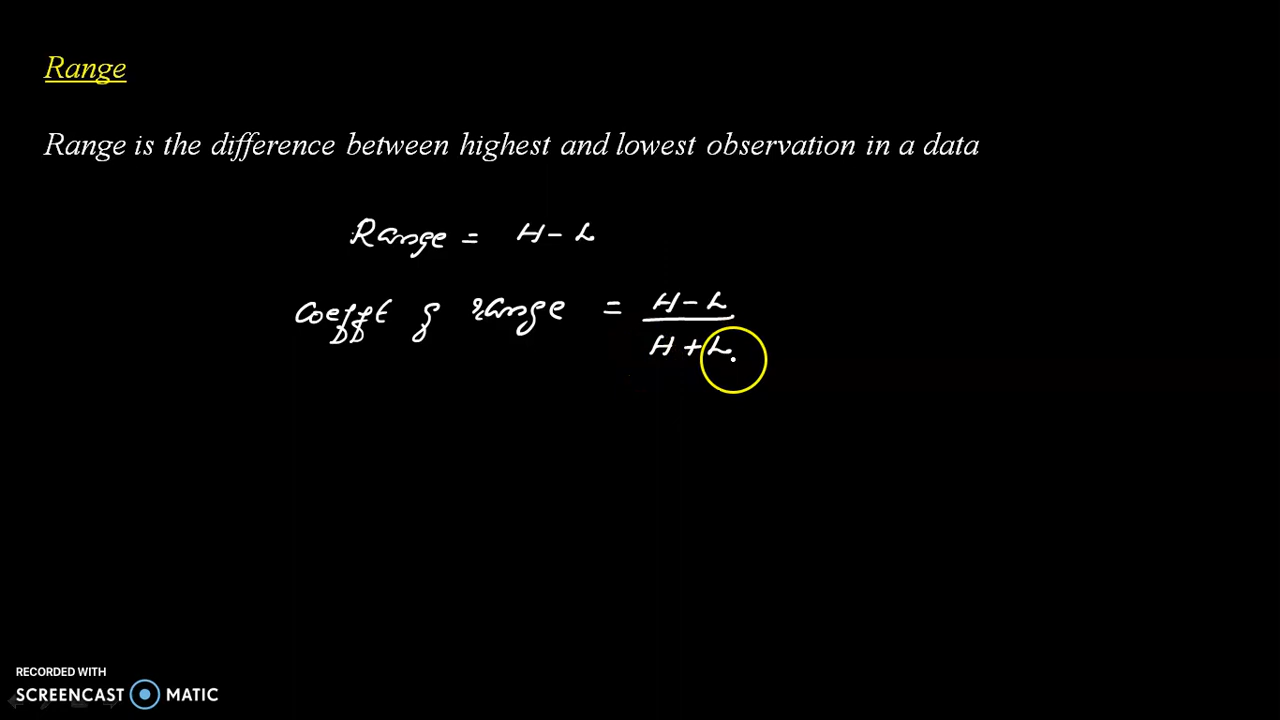 Range
Range is the difference between highest and lowest observation in a data
Range = H - L
Coefft of range = H - L
H + L
RECORDED WITH
SCREENCAST MATIC